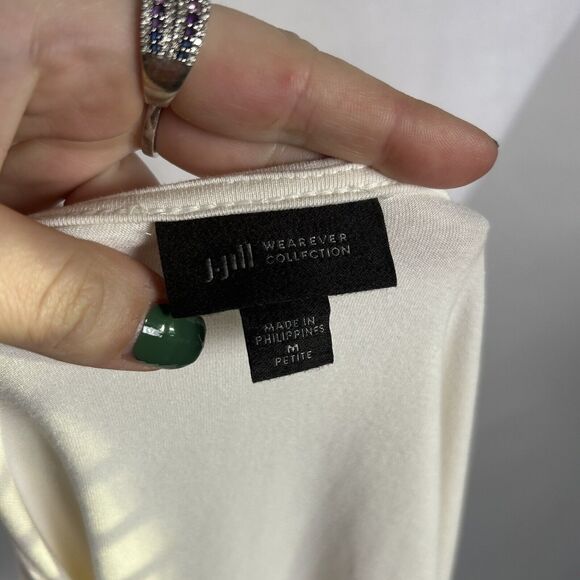 J.Jill WEAREVER
COLLECTION
MADE IN
PHILIPPINES
M
PETITE